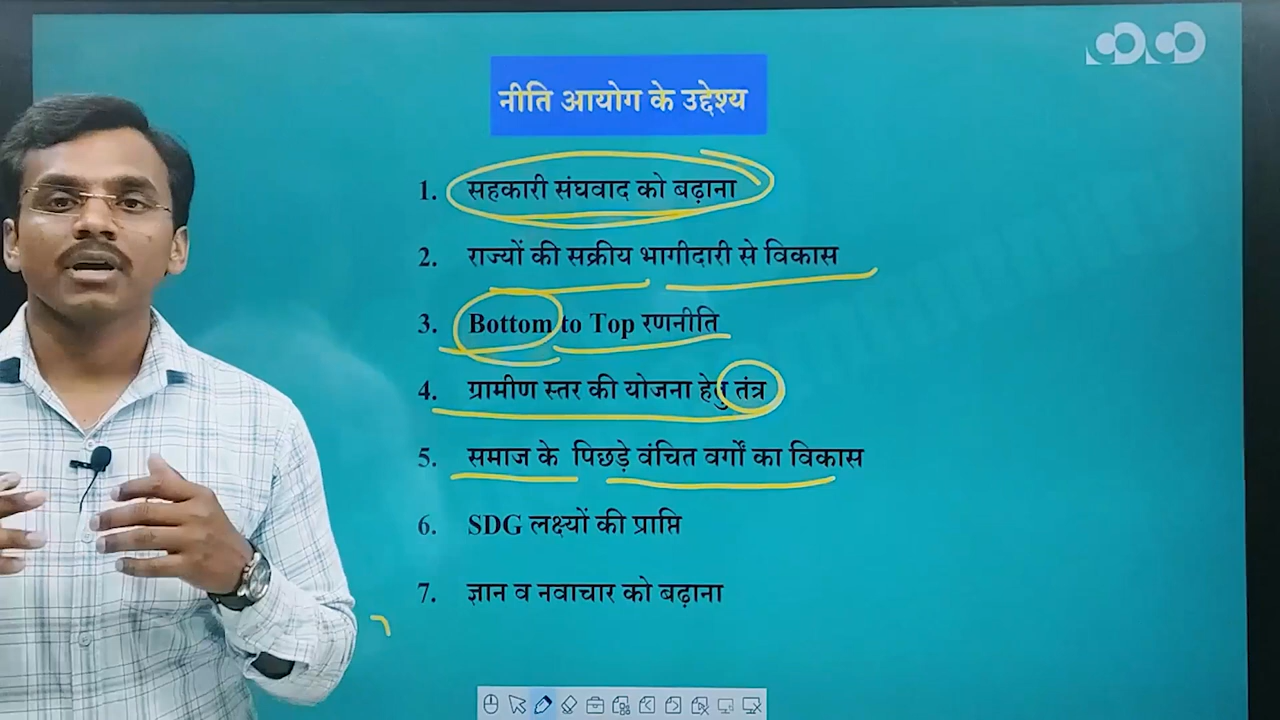 नीति आयोग के उद्देश्य
1. सहकारी संघवाद को बढ़ाना
2. राज्यों की सक्रीय भागीदारी से विकास
3. Bottom to Top रणनीति
4. ग्रामीण स्तर की योजना हेतु तंत्र
5. समाज के पिछड़े वंचित वर्गों का विकास
6. SDG लक्ष्यों की प्राप्ति
7. ज्ञान व नवाचार को बढ़ाना